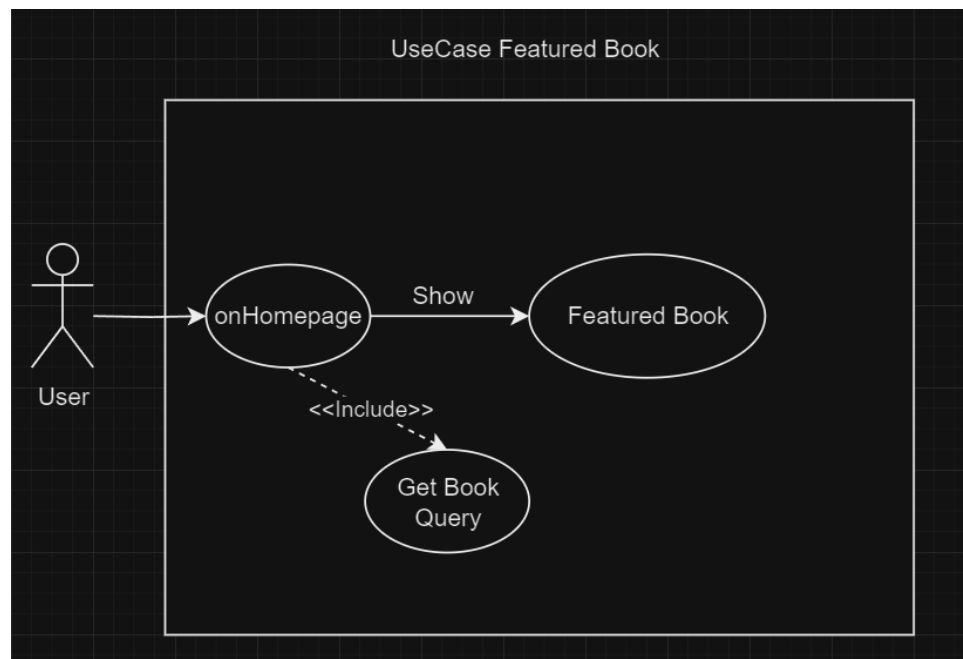 UseCase Featured Book
onHomepage
Show
Featured Book
User
<<Include>>
Get Book
Query